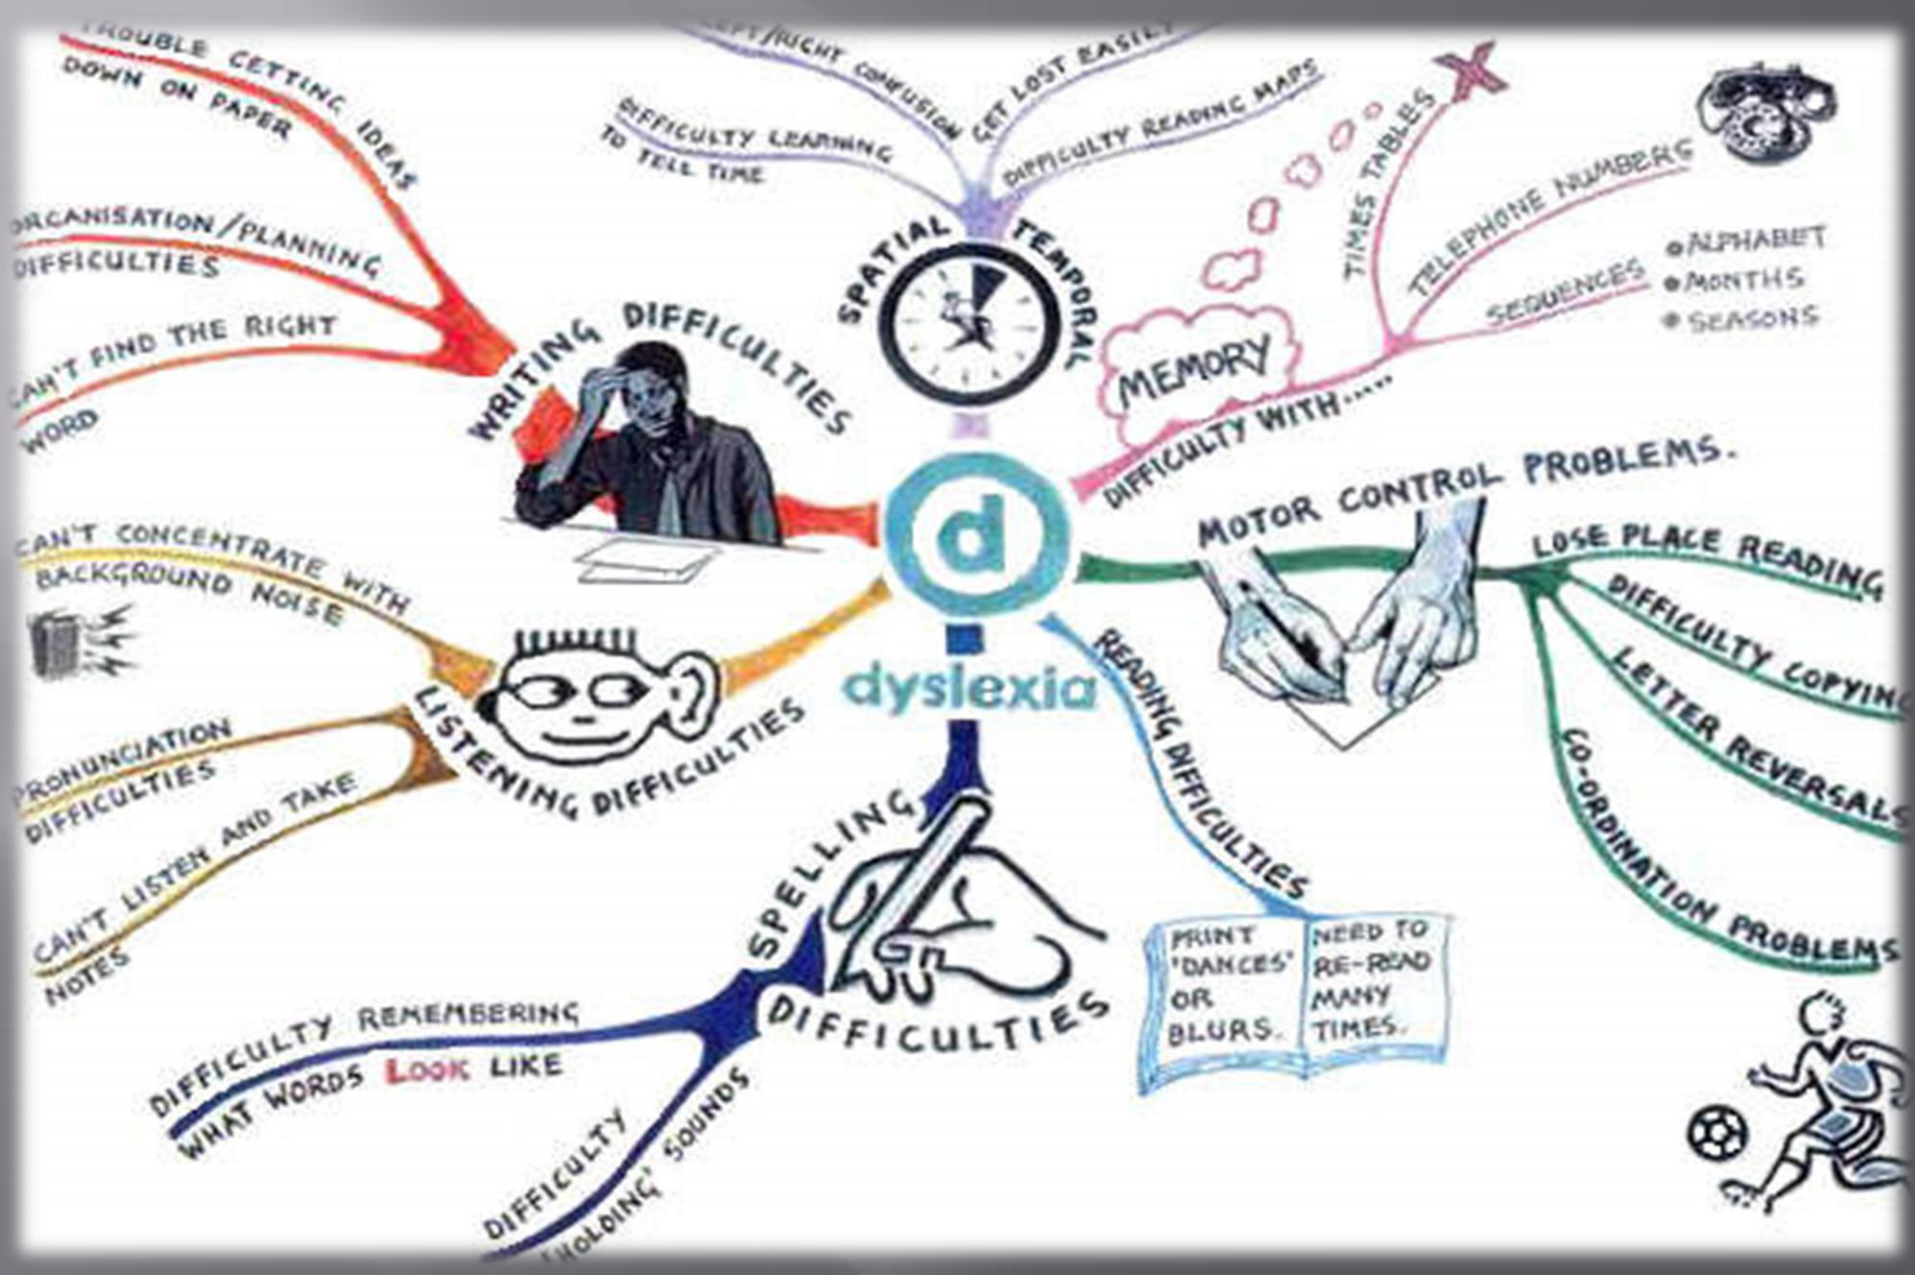 d
dyslexia
WRITING DIFFICULTIES
TROUBLE GETTING IDEAS
DOWN ON PAPER
ORGANISATION/PLANNING
DIFFICULTIES
CAN'T FIND THE RIGHT
WORD
SPATIAL TEMPORAL
DIFFICULTY LEARNING
TO TELL TIME
/RIGHT CONFUSION
GET LOST EASILY
DIFFICULTY READING MAPS
MEMORY
DIFFICULTY WITH.....
TIMES TABLES
X
TELEPHONE NUMBERS
SEQUENCES
• ALPHABET
• MONTHS
• SEASONS
MOTOR CONTROL PROBLEMS.
LOSE PLACE READING
DIFFICULTY COPYING
LETTER REVERSALS
CO-ORDINATION PROBLEMS
READING DIFFICULTIES
PRINT
'DANCES'
OR
BLURS.
NEED TO
RE-READ
MANY
TIMES.
SPELLING
DIFFICULTIES
DIFFICULTY REMEMBERING
WHAT WORDS LOOK LIKE
DIFFICULTY
'HOLDING' SOUNDS
LISTENING DIFFICULTIES
CAN'T CONCENTRATE WITH
BACKGROUND NOISE
PRONUNCIATION
DIFFICULTIES
CAN'T LISTEN AND TAKE
NOTES